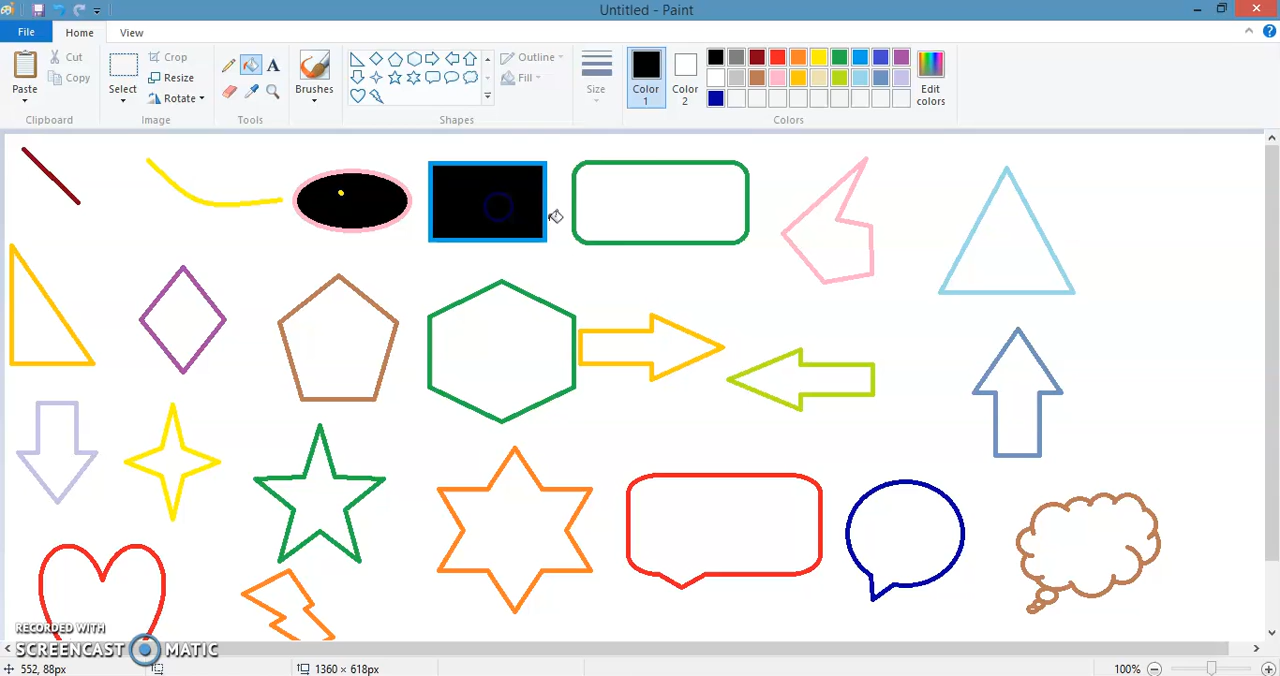 Untitled - Paint
File Home View
Paste Cut Copy Clipboard
Select Crop Resize Rotate Image
A Tools
Brushes
Shapes
Outline Fill
Size
Color 1
Color 2
Edit colors
Colors
RECORDED WITH
SCREENCAST MATIC
552, 88px
1360 × 618px
100%